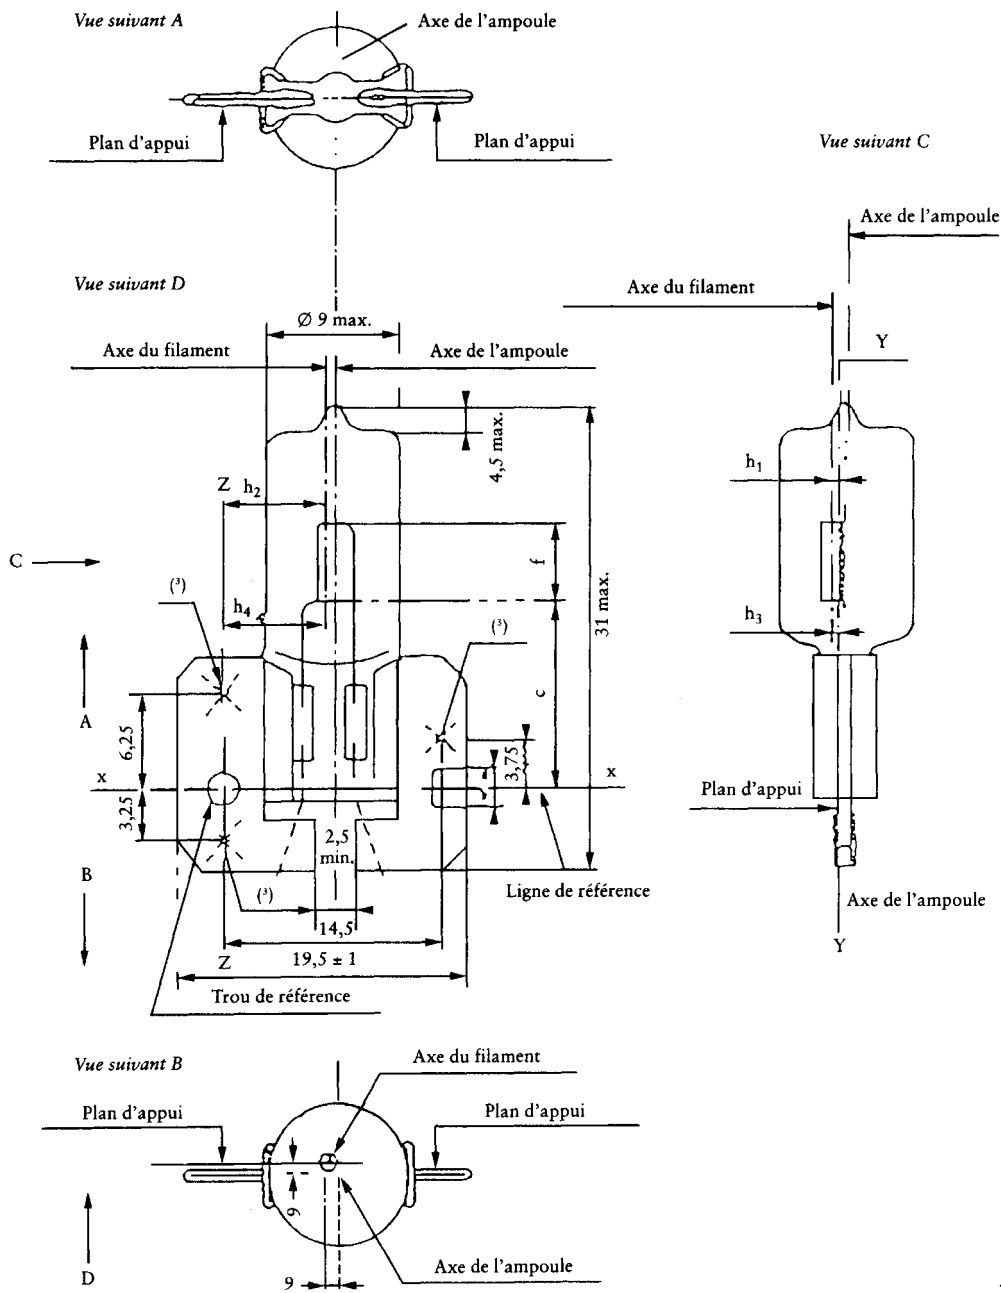 Vue suivant A
Axe de l'ampoule
Plan d'appui
Plan d'appui
Vue suivant C
Axe de l'ampoule
Vue suivant D
Axe du filament
Ø 9 max.
Axe du filament
Axe de l'ampoule
Y
4,5 max.
h1
Z
h2
C
f
31 max.
(³)
h4
(³)
h3
c
A
6,25
3,75
x
x
Plan d'appui
3,25
2,5
min.
B
(³)
Ligne de référence
Axe de l'ampoule
14,5
Y
Z
19,5 ± 1
Trou de référence
Vue suivant B
Axe du filament
Plan d'appui
Plan d'appui
9
Axe de l'ampoule
D
9